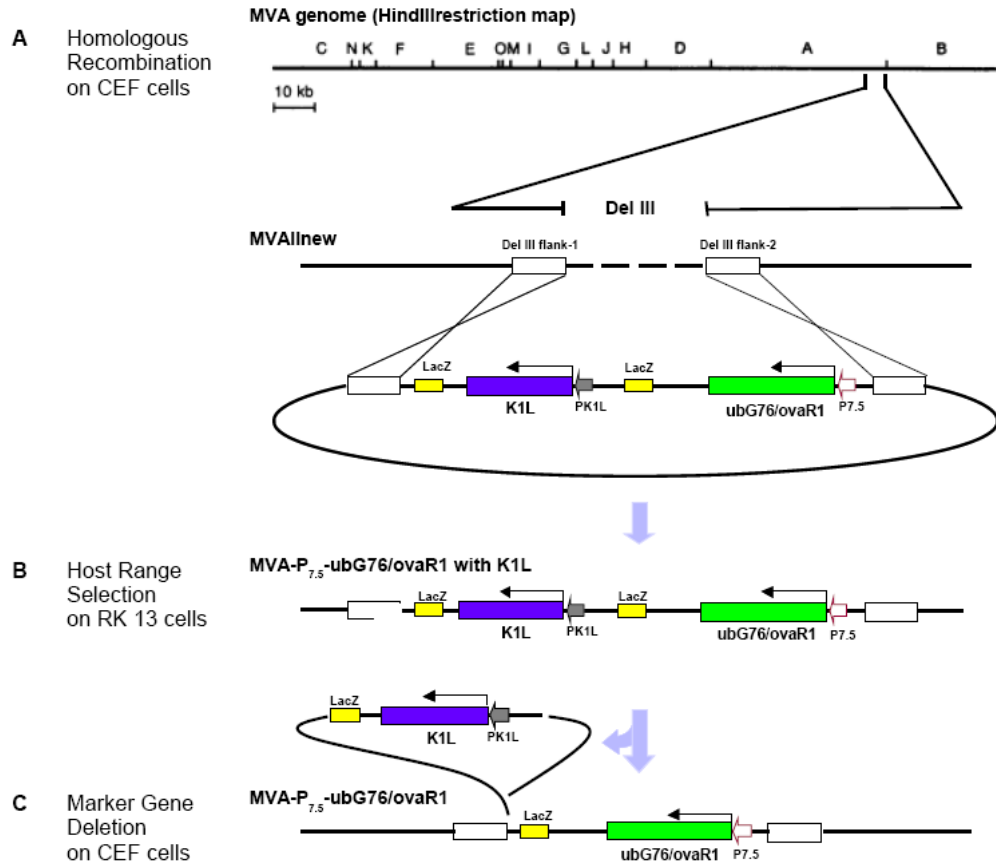 MVA genome (HindIIIrestriction map)
A Homologous
Recombination
on CEF cells
C N K F E O M I G L J H D A B
10 kb
Del III
MVAIInew
Del III flank-1 Del III flank-2
LacZ LacZ
K1L PK1L ubG76/ovaR1 P7.5
B Host Range
Selection
on RK 13 cells
MVA-P7.5-ubG76/ovaR1 with K1L
LacZ LacZ
K1L PK1L ubG76/ovaR1 P7.5
LacZ
K1L PK1L
C Marker Gene
Deletion
on CEF cells
MVA-P7.5-ubG76/ovaR1
LacZ
ubG76/ovaR1 P7.5